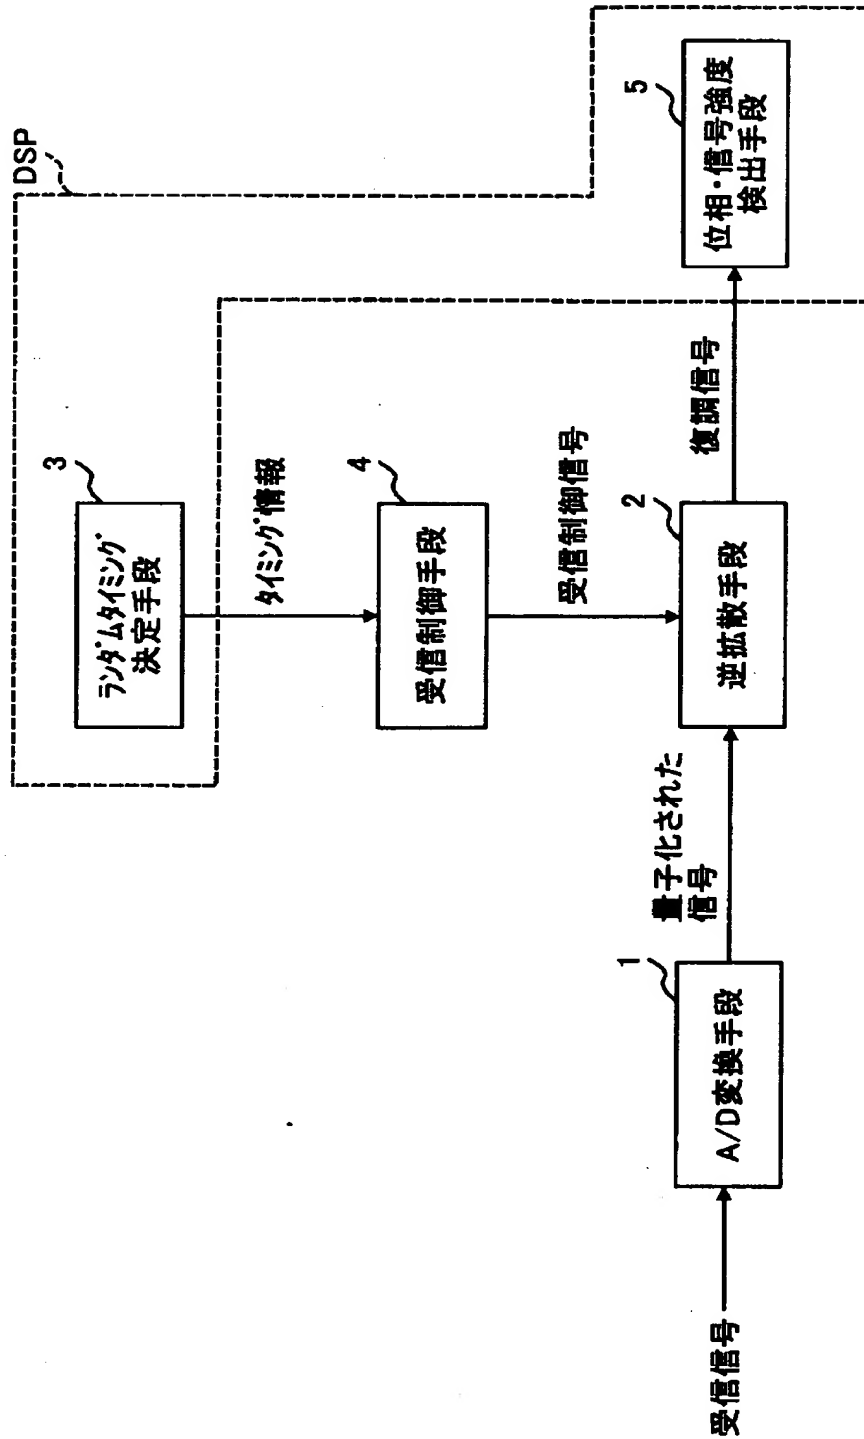 DSP
3
ランダムタイミング
決定手段
タイミング情報
4
受信制御手段
受信制御信号
受信信号
1
A/D変換手段
量子化された
信号
2
逆拡散手段
復調信号
5
位相・信号強度
検出手段